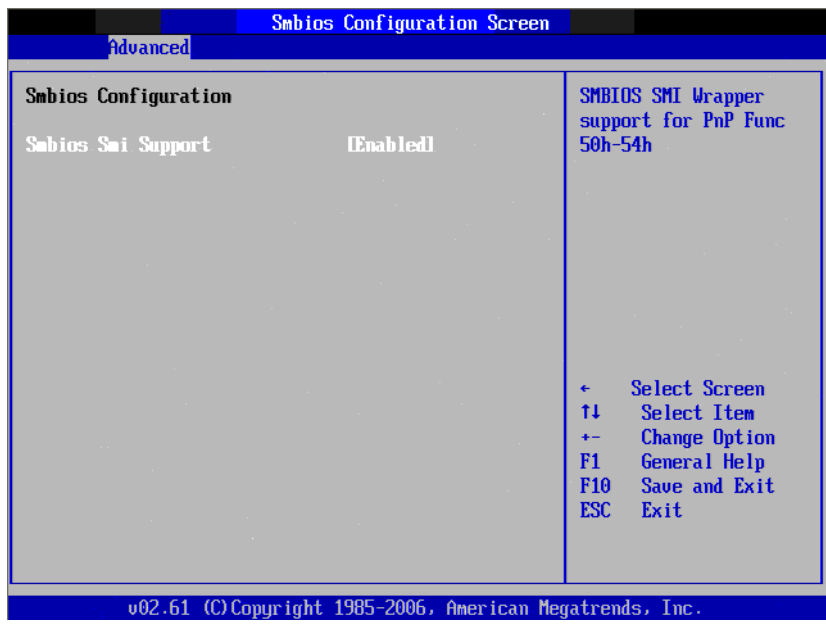 Smbios Configuration Screen
Advanced
Smbios Configuration
Smbios Smi Support [Enabled]
SMBIOS SMI Wrapper
support for PnP Func
50h-54h
← Select Screen
↑↓ Select Item
+- Change Option
F1 General Help
F10 Save and Exit
ESC Exit
v02.61 (C)Copyright 1985-2006, American Megatrends, Inc.